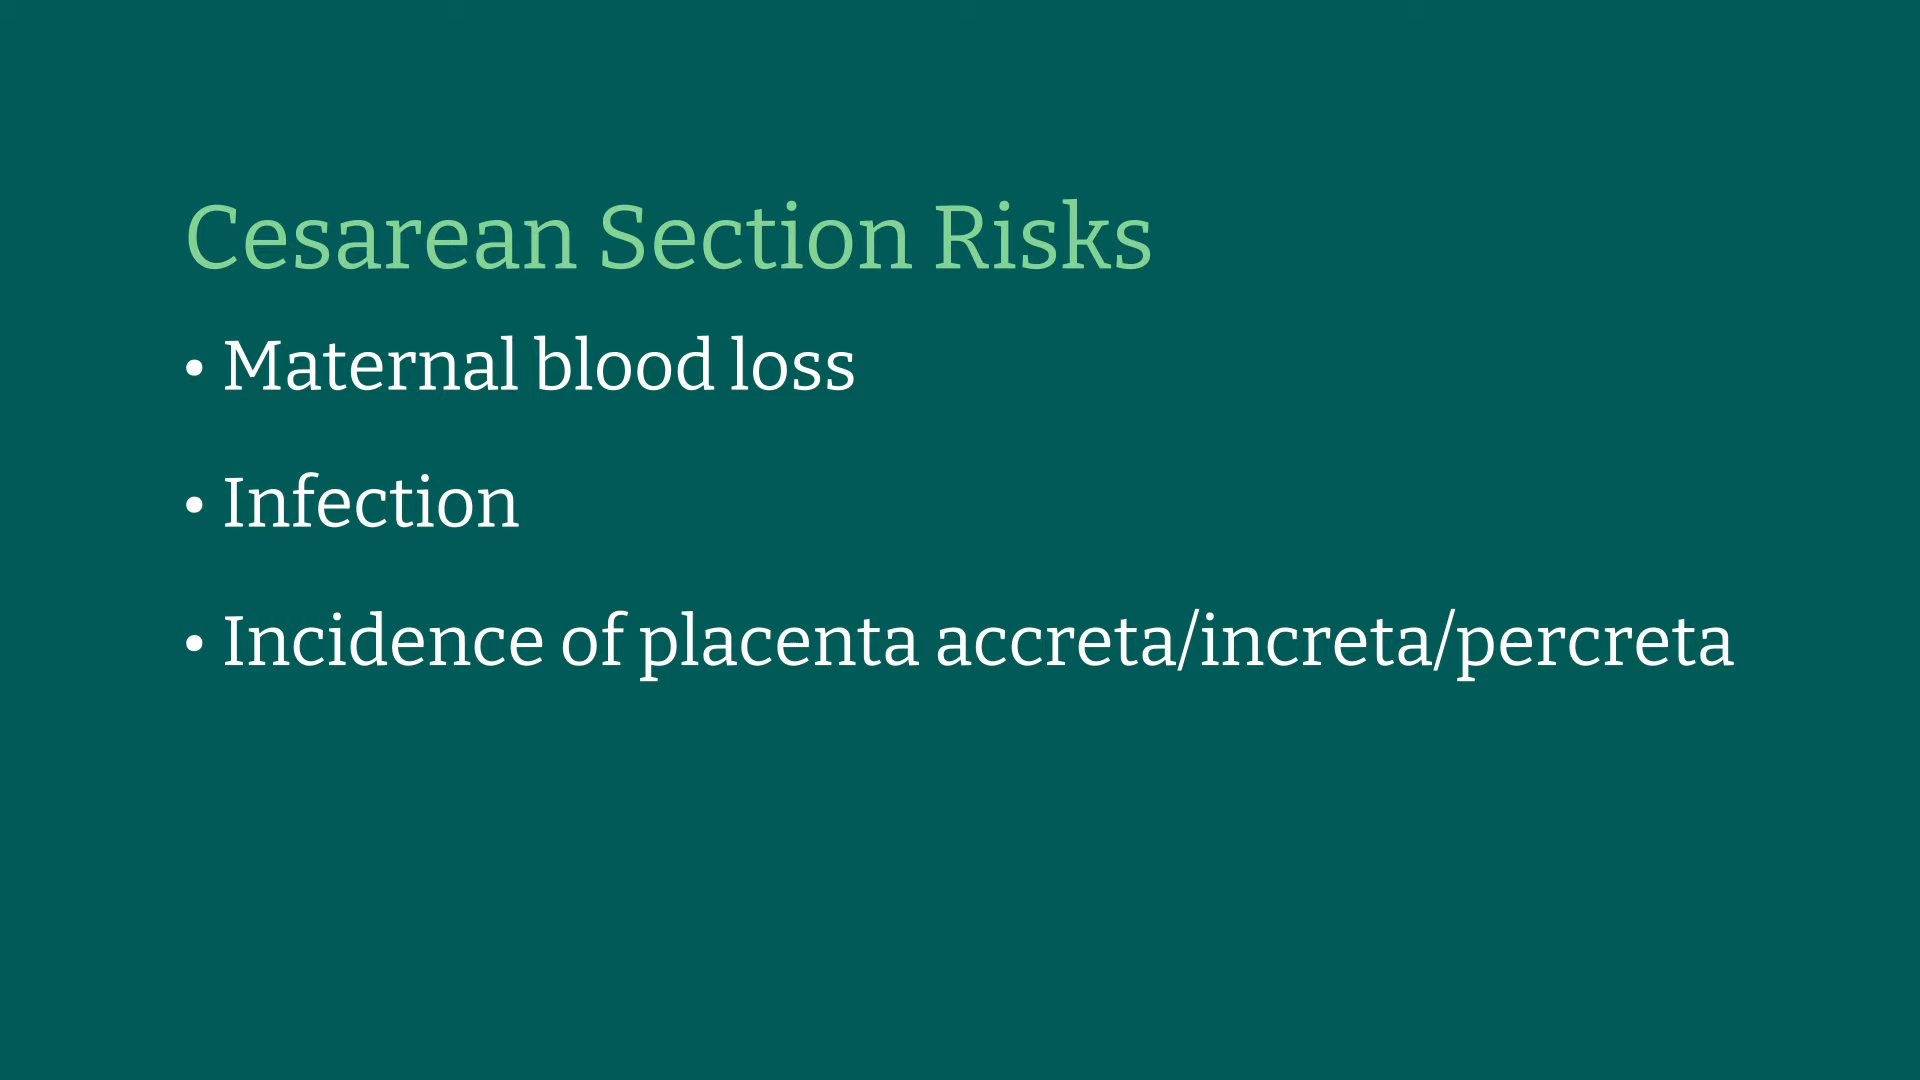 Cesarean Section Risks
• Maternal blood loss
• Infection
• Incidence of placenta accreta/increta/percreta